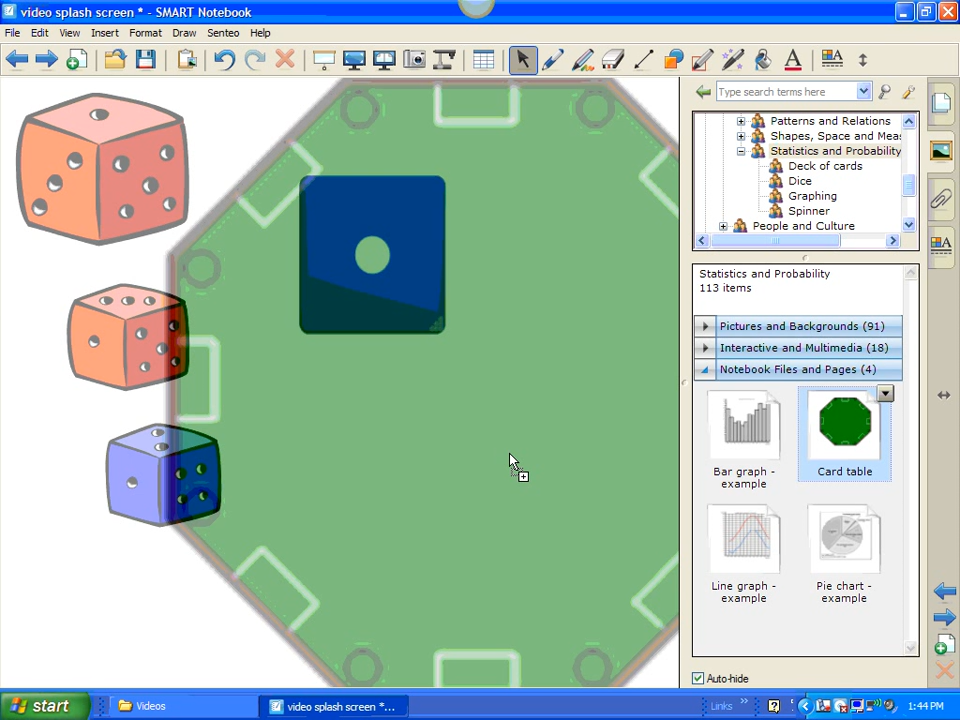 video splash screen * - SMART Notebook
File Edit View Insert Format Draw Senteo Help
Type search terms here
Patterns and Relations
Shapes, Space and Meas
Statistics and Probability
Deck of cards
Dice
Graphing
Spinner
People and Culture
Statistics and Probability
113 items
Pictures and Backgrounds (91)
Interactive and Multimedia (18)
Notebook Files and Pages (4)
Bar graph - example
Card table
Line graph - example
Pie chart - example
Auto-hide
start
Videos
video splash screen *...
Links
1:44 PM